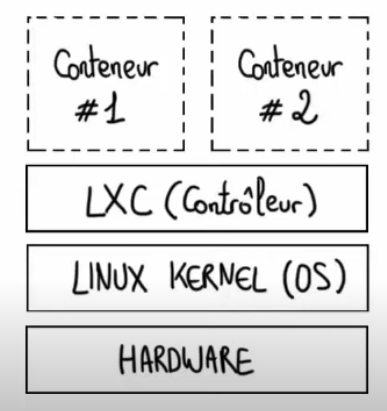 Conteneur
#1
Conteneur
#2
LXC (Contrôleur)
LINUX KERNEL (OS)
HARDWARE